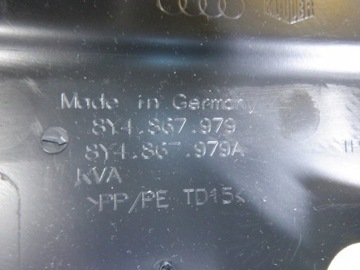 Made in Germany
8Y4.867.979
8Y4.867.979A
KVA
>PP/PE TD15<